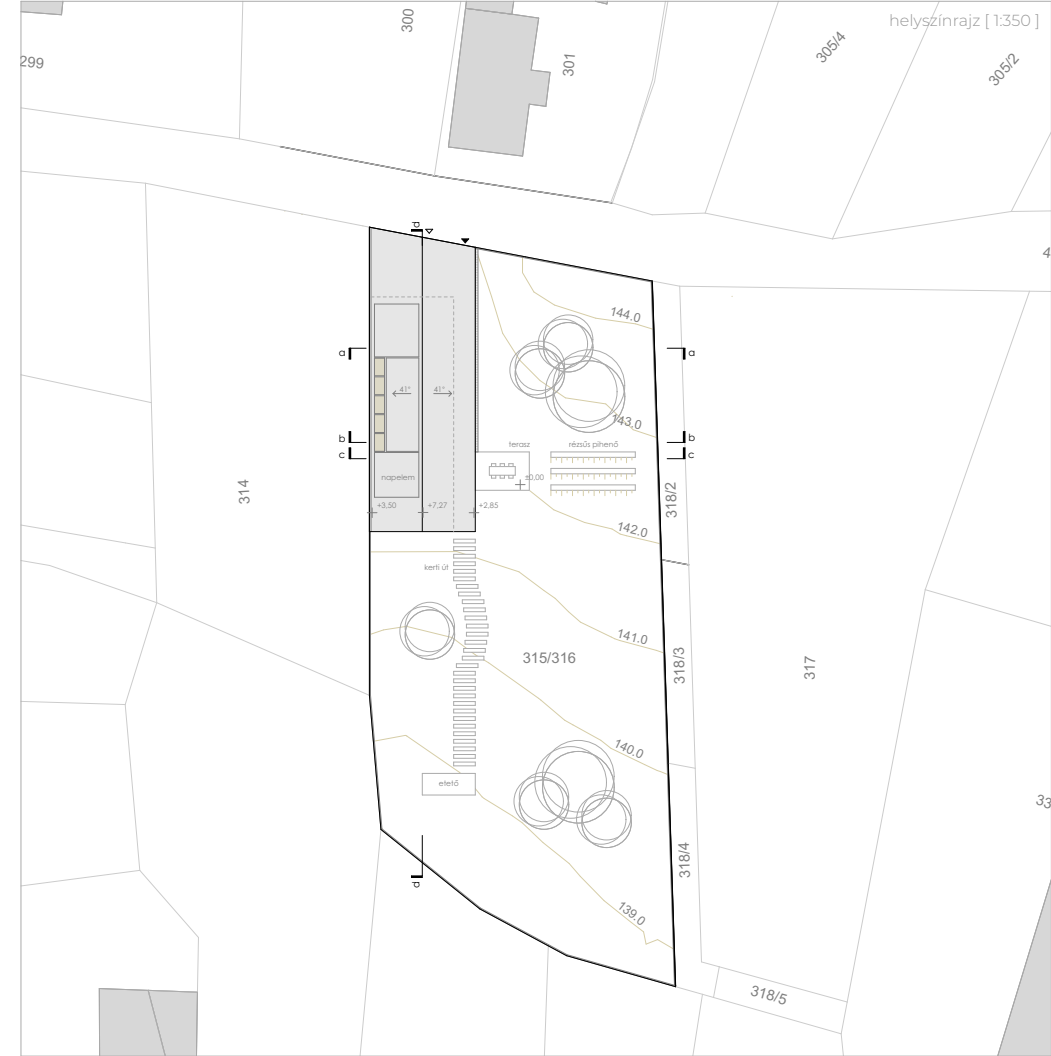 helyszínrajz [ 1:350 ]
299
300
301
305/4
305/2
4
d
144.0
a
a
41°
41°
143.0
b
b
c
c
terasz
rézsűs pihenő
napelem
±0,00
314
318/2
+3,50
+7,27
+2,85
142.0
kerti út
141.0
315/316
318/3
317
140.0
etető
33
318/4
d
139.0
318/5